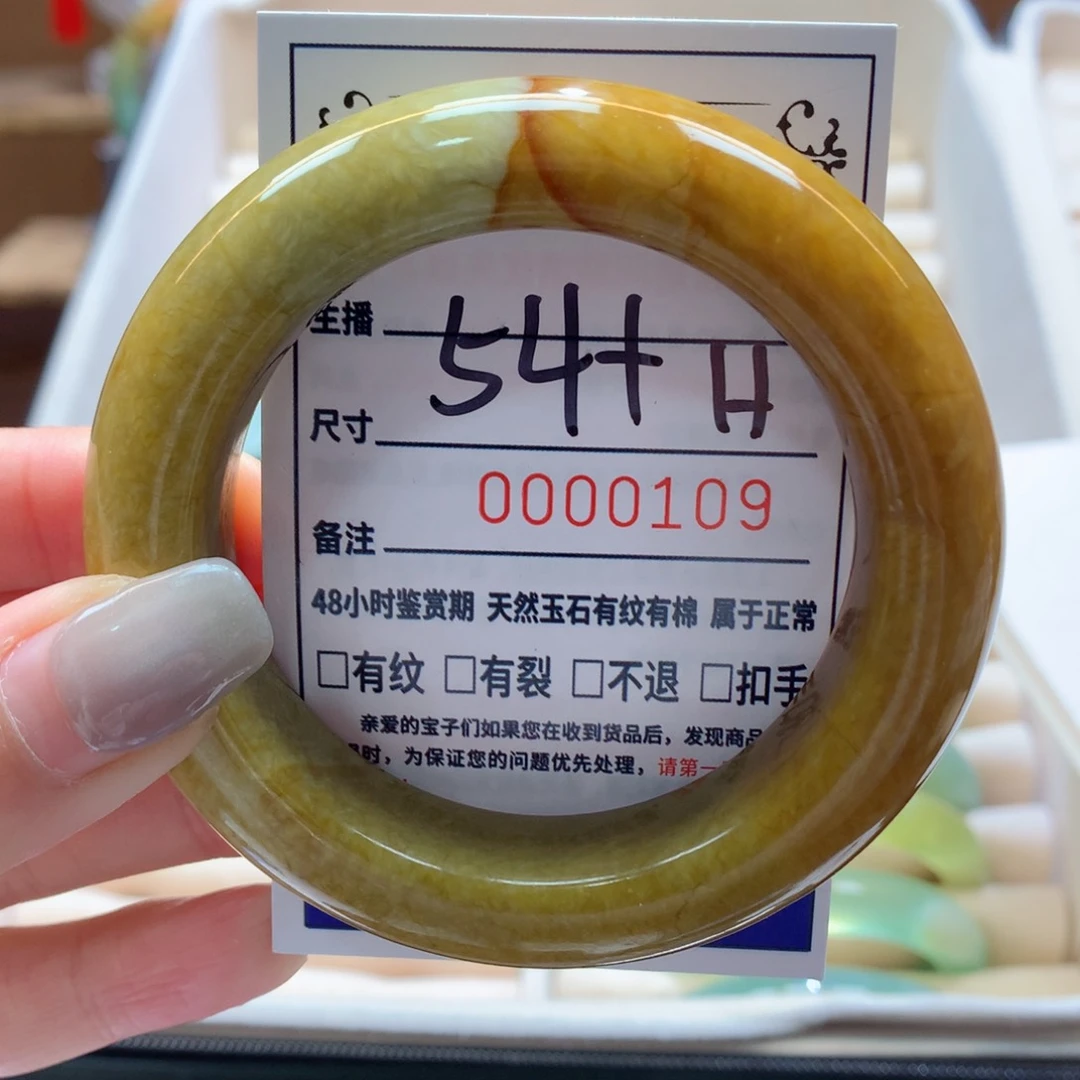 主播
54+ H
尺寸
0000109
备注
48小时鉴赏期 天然玉石有纹有棉 属于正常
□有纹 □有裂 □不退 □扣手
亲爱的宝子们如果您在收到货品后，发现商品
时，为保证您的问题优先处理，请第一